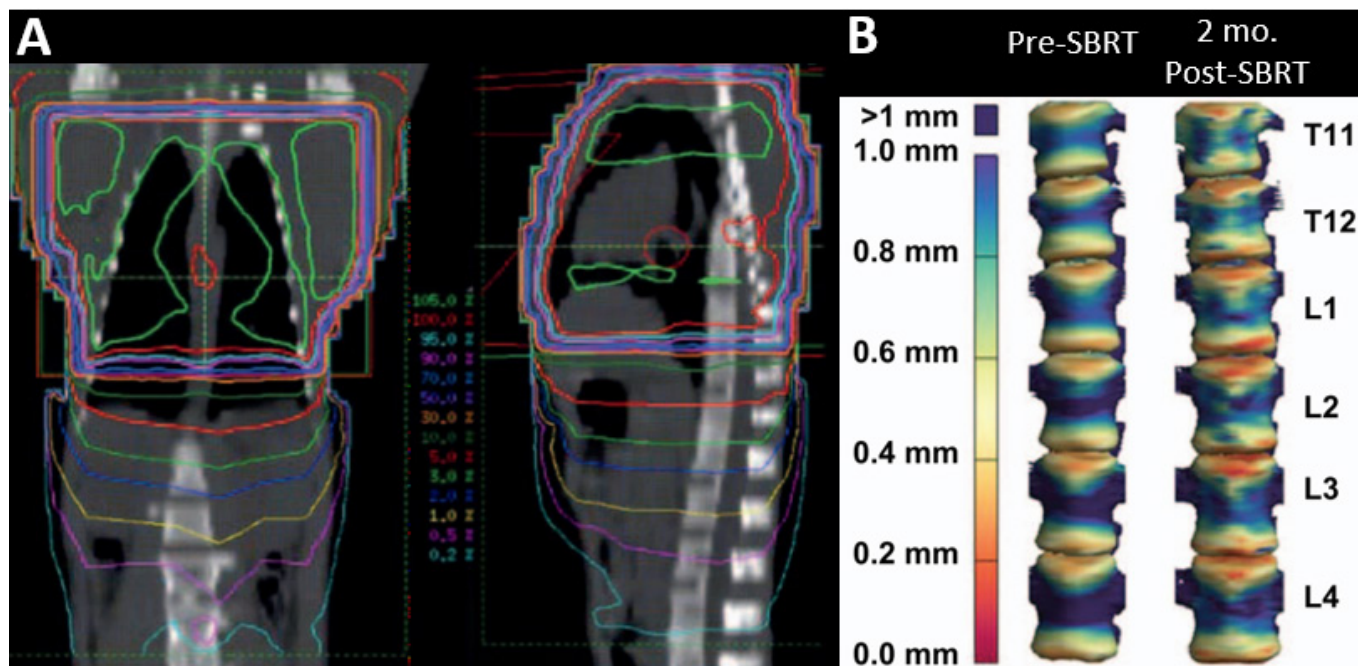 A
105.0 %
100.0 %
95.0 %
90.0 %
70.0 %
50.0 %
30.0 %
10.0 %
5.0 %
3.0 %
2.0 %
1.0 %
0.5 %
0.2 %
B
Pre-SBRT
2 mo.
Post-SBRT
>1 mm
1.0 mm
0.8 mm
0.6 mm
0.4 mm
0.2 mm
0.0 mm
T11
T12
L1
L2
L3
L4